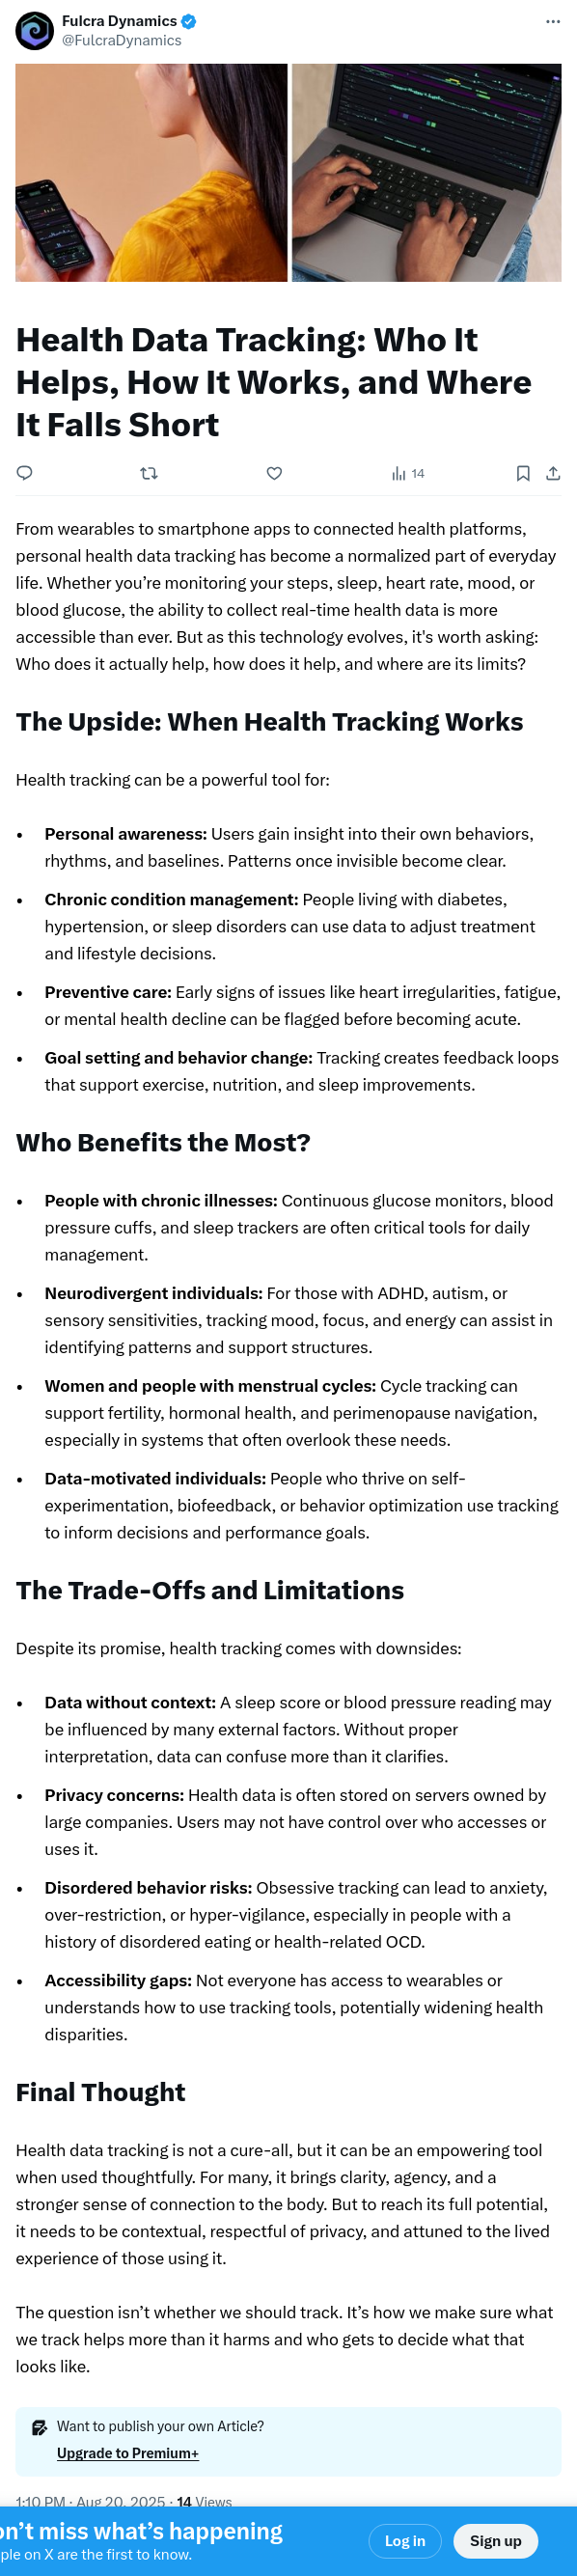 Fulcra Dynamics
@FulcraDynamics
Health Data Tracking: Who It
Helps, How It Works, and Where
It Falls Short
14
From wearables to smartphone apps to connected health platforms,
personal health data tracking has become a normalized part of everyday
life. Whether you’re monitoring your steps, sleep, heart rate, mood, or
blood glucose, the ability to collect real-time health data is more
accessible than ever. But as this technology evolves, it's worth asking:
Who does it actually help, how does it help, and where are its limits?
The Upside: When Health Tracking Works
Health tracking can be a powerful tool for:
• Personal awareness: Users gain insight into their own behaviors,
rhythms, and baselines. Patterns once invisible become clear.
• Chronic condition management: People living with diabetes,
hypertension, or sleep disorders can use data to adjust treatment
and lifestyle decisions.
• Preventive care: Early signs of issues like heart irregularities, fatigue,
or mental health decline can be flagged before becoming acute.
• Goal setting and behavior change: Tracking creates feedback loops
that support exercise, nutrition, and sleep improvements.
Who Benefits the Most?
• People with chronic illnesses: Continuous glucose monitors, blood
pressure cuffs, and sleep trackers are often critical tools for daily
management.
• Neurodivergent individuals: For those with ADHD, autism, or
sensory sensitivities, tracking mood, focus, and energy can assist in
identifying patterns and support structures.
• Women and people with menstrual cycles: Cycle tracking can
support fertility, hormonal health, and perimenopause navigation,
especially in systems that often overlook these needs.
• Data-motivated individuals: People who thrive on self-
experimentation, biofeedback, or behavior optimization use tracking
to inform decisions and performance goals.
The Trade-Offs and Limitations
Despite its promise, health tracking comes with downsides:
• Data without context: A sleep score or blood pressure reading may
be influenced by many external factors. Without proper
interpretation, data can confuse more than it clarifies.
• Privacy concerns: Health data is often stored on servers owned by
large companies. Users may not have control over who accesses or
uses it.
• Disordered behavior risks: Obsessive tracking can lead to anxiety,
over-restriction, or hyper-vigilance, especially in people with a
history of disordered eating or health-related OCD.
• Accessibility gaps: Not everyone has access to wearables or
understands how to use tracking tools, potentially widening health
disparities.
Final Thought
Health data tracking is not a cure-all, but it can be an empowering tool
when used thoughtfully. For many, it brings clarity, agency, and a
stronger sense of connection to the body. But to reach its full potential,
it needs to be contextual, respectful of privacy, and attuned to the lived
experience of those using it.
The question isn’t whether we should track. It’s how we make sure what
we track helps more than it harms and who gets to decide what that
looks like.
Want to publish your own Article?
Upgrade to Premium+
1:10 PM · Aug 20, 2025 · 14 Views
on’t miss what’s happening
ple on X are the first to know.
Log in
Sign up